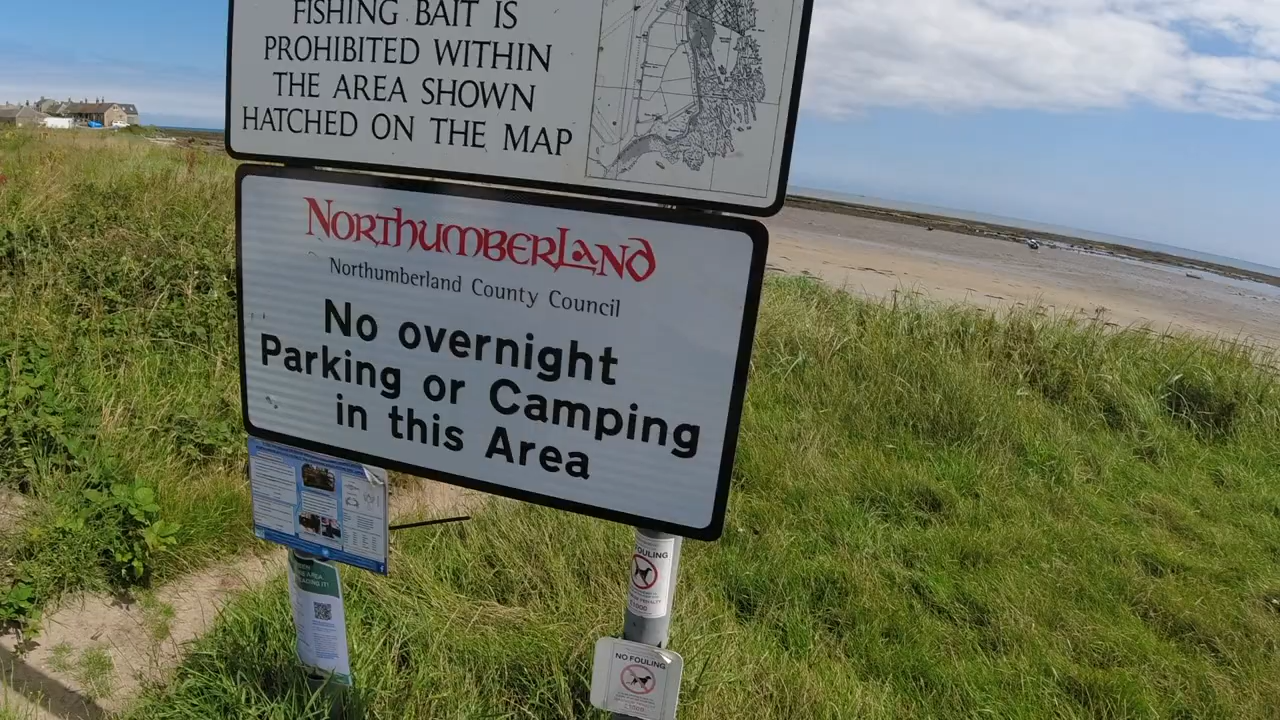 FISHING BAIT IS
PROHIBITED WITHIN
THE AREA SHOWN
HATCHED ON THE MAP
NORTHUMBERLAND
Northumberland County Council
No overnight
Parking or Camping
in this Area
FOULING
NO FOULING